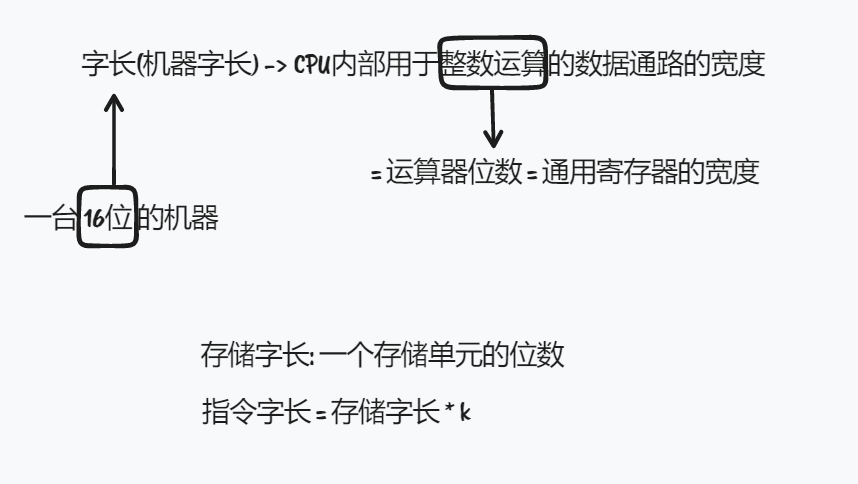 字长(机器字长) -> CPU内部用于整数运算的数据通路的宽度
= 运算器位数 = 通用寄存器的宽度
一台16位的机器
存储字长: 一个存储单元的位数
指令字长 = 存储字长 * k